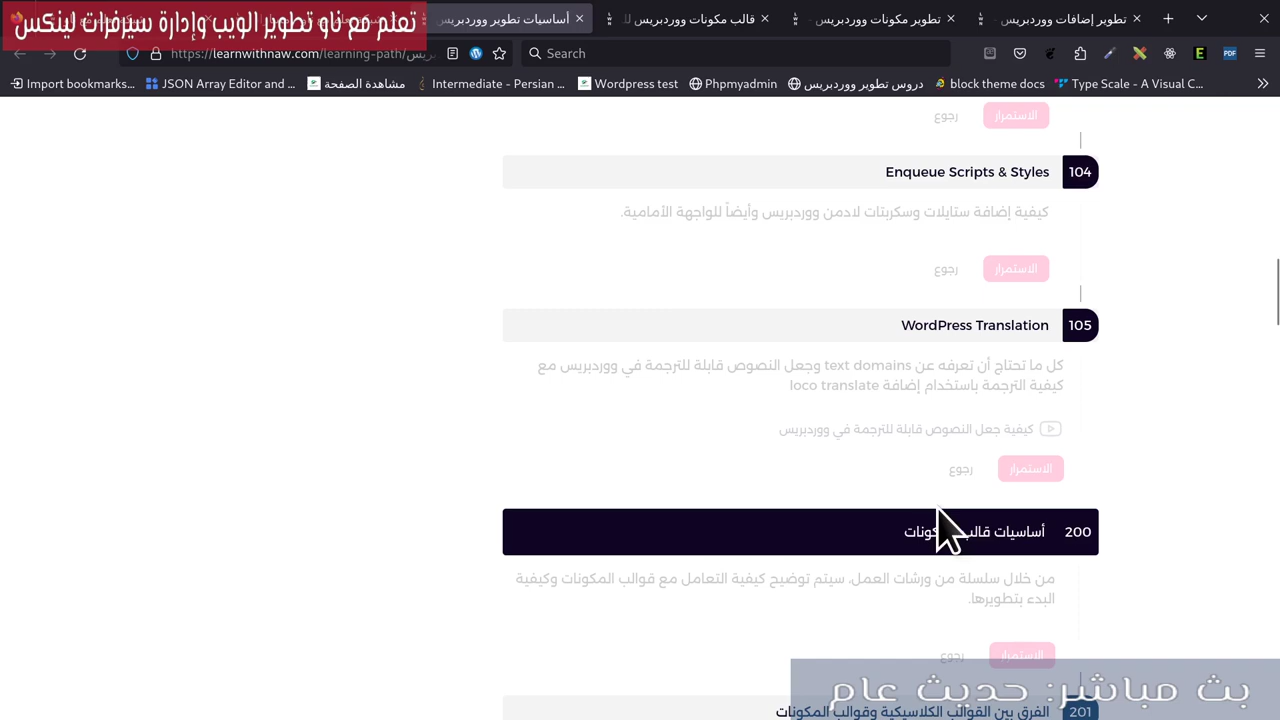 تعلم مع ناو تطوير الويب وإدارة سيرفرات لينكس
أساسيات تطوير ووردبريس
مكونات ووردبريس
تطوير مكونات ووردبريس
تطوير إضافات ووردبريس
https://learnwithnaw.com/learning-path/
Search
Import bookmarks...
JSON Array Editor and ...
مشاهدة الصفحة
Intermediate - Persian ...
Wordpress test
Phpmyadmin
دروس تطوير ووردبريس
block theme docs
Type Scale - A Visual C...
الاستمرار رجوع
104 Enqueue Scripts & Styles
كيفية إضافة ستايلات وسكربتات لادمن ووردبريس وأيضاً للواجهة الأمامية.
الاستمرار رجوع
105 WordPress Translation
كل ما تحتاج أن تعرفه عن text domains وجعل النصوص قابلة للترجمة في ووردبريس مع
كيفية الترجمة باستخدام إضافة loco translate
كيفية جعل النصوص قابلة للترجمة في ووردبريس
الاستمرار رجوع
200 أساسيات قالب
من خلال سلسلة من ورشات العمل، سيتم توضيح كيفية التعامل مع قوالب المكونات وكيفية
البدء بتطويرها.
الاستمرار رجوع
بث مباشر: حديث عام
201 الفرق بين القوالب الكلاسيكية وقوالب المكونات